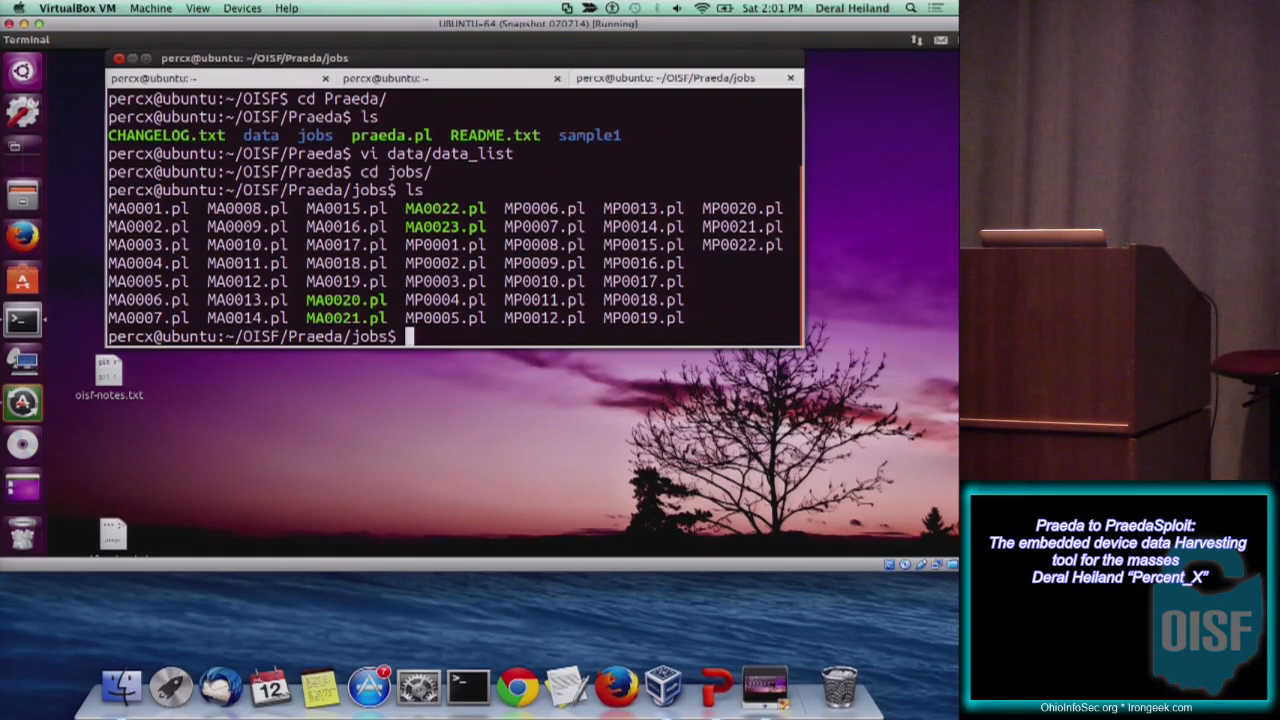 VirtualBox VM Machine View Devices Help Sat 2:01 PM Deral Heiland
UBUNTU-64 (Snapshot 070714) [Running]
Terminal
percx@ubuntu: ~/OISF/Praeda/jobs
percx@ubuntu: ~ percx@ubuntu: ~ percx@ubuntu: ~/OISF/Praeda/jobs
percx@ubuntu:~/OISF$ cd Praeda/
percx@ubuntu:~/OISF/Praeda$ ls
CHANGELOG.txt data jobs praeda.pl README.txt sample1
percx@ubuntu:~/OISF/Praeda$ vi data/data_list
percx@ubuntu:~/OISF/Praeda$ cd jobs/
percx@ubuntu:~/OISF/Praeda/jobs$ ls
MA0001.pl MA0008.pl MA0015.pl MA0022.pl MP0006.pl MP0013.pl MP0020.pl
MA0002.pl MA0009.pl MA0016.pl MA0023.pl MP0007.pl MP0014.pl MP0021.pl
MA0003.pl MA0010.pl MA0017.pl MP0001.pl MP0008.pl MP0015.pl MP0022.pl
MA0004.pl MA0011.pl MA0018.pl MP0002.pl MP0009.pl MP0016.pl
MA0005.pl MA0012.pl MA0019.pl MP0003.pl MP0010.pl MP0017.pl
MA0006.pl MA0013.pl MA0020.pl MP0004.pl MP0011.pl MP0018.pl
MA0007.pl MA0014.pl MA0021.pl MP0005.pl MP0012.pl MP0019.pl
percx@ubuntu:~/OISF/Praeda/jobs$
oisf-notes.txt
12
7
Praeda to PraedaSploit:
The embedded device data Harvesting
tool for the masses
Deral Heiland “Percent_X”
OISF
OhioInfoSec.org * Irongeek.com